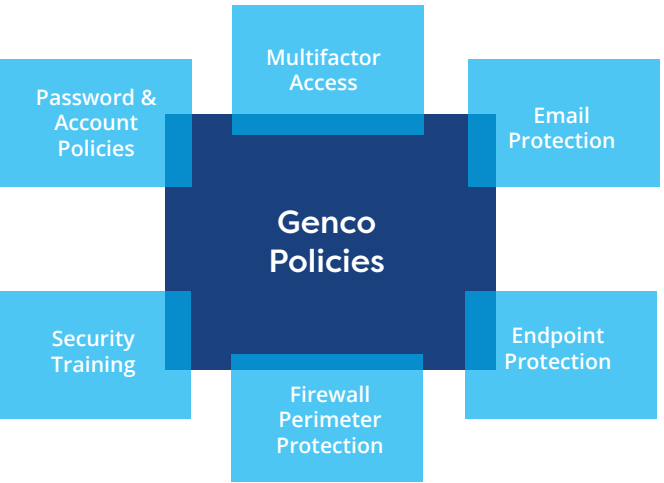 Multifactor
Access
Password &
Account
Policies
Email
Protection
Genco
Policies
Security
Training
Endpoint
Protection
Firewall
Perimeter
Protection